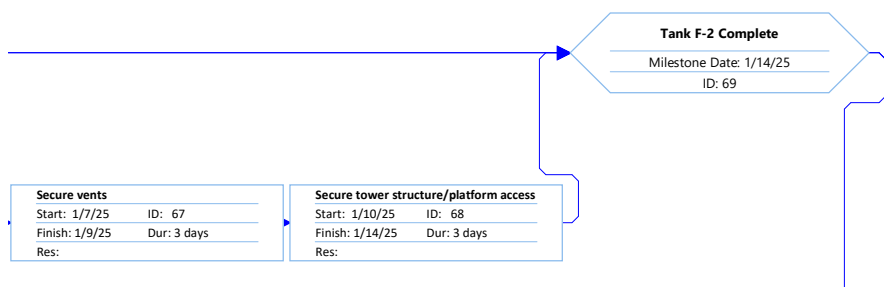 Tank F-2 Complete
Milestone Date: 1/14/25
ID: 69
Secure vents
Start: 1/7/25 ID: 67
Finish: 1/9/25 Dur: 3 days
Res:
Secure tower structure/platform access
Start: 1/10/25 ID: 68
Finish: 1/14/25 Dur: 3 days
Res: